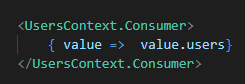 <UsersContext.Consumer>
{ value => value.users}
</UsersContext.Consumer>